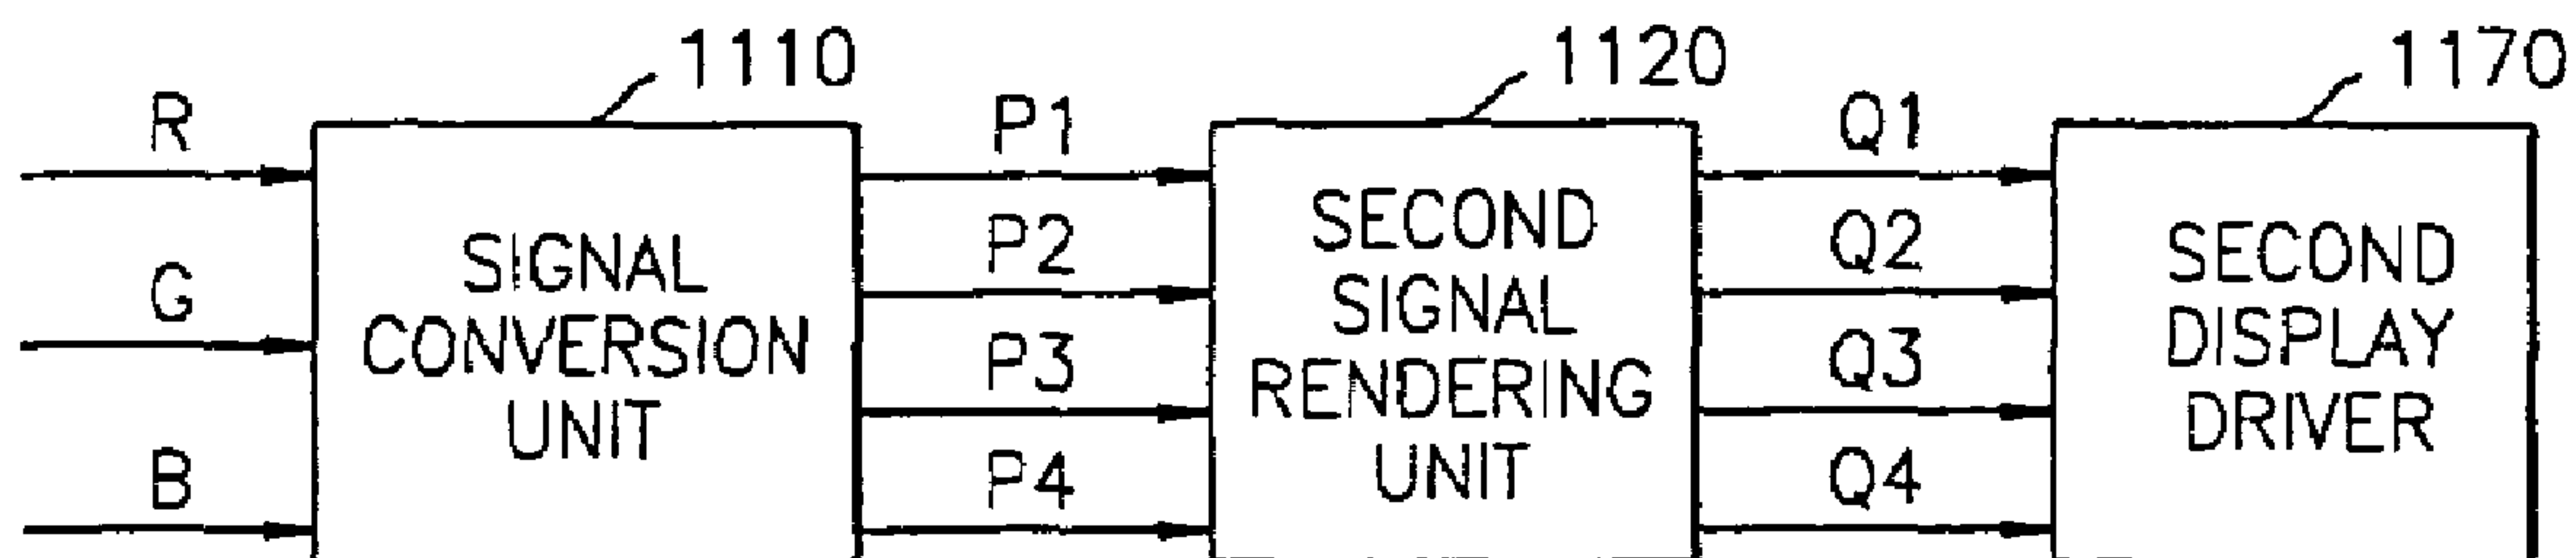 1110
1120
1170
R
G
B
SIGNAL
CONVERSION
UNIT
P1
P2
P3
P4
SECOND
SIGNAL
RENDERING
UNIT
Q1
Q2
Q3
Q4
SECOND
DISPLAY
DRIVER